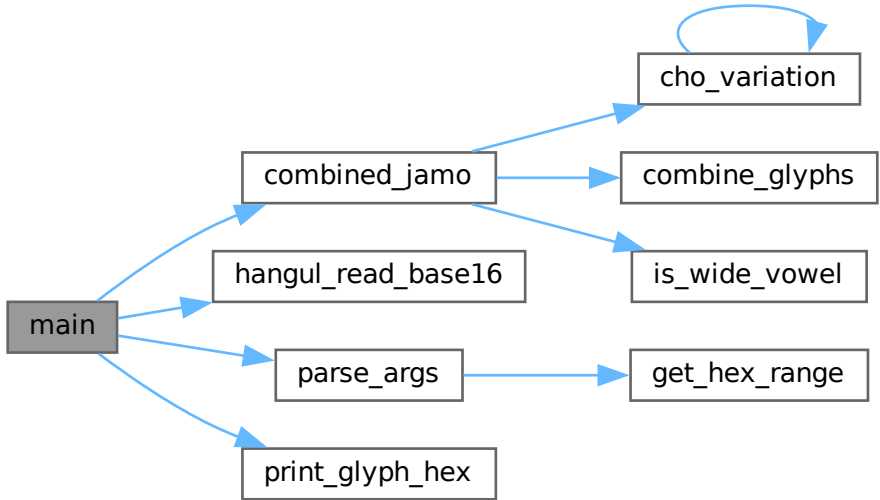 cho_variation
combined_jamo
combine_glyphs
hangul_read_base16
is_wide_vowel
main
parse_args
get_hex_range
print_glyph_hex